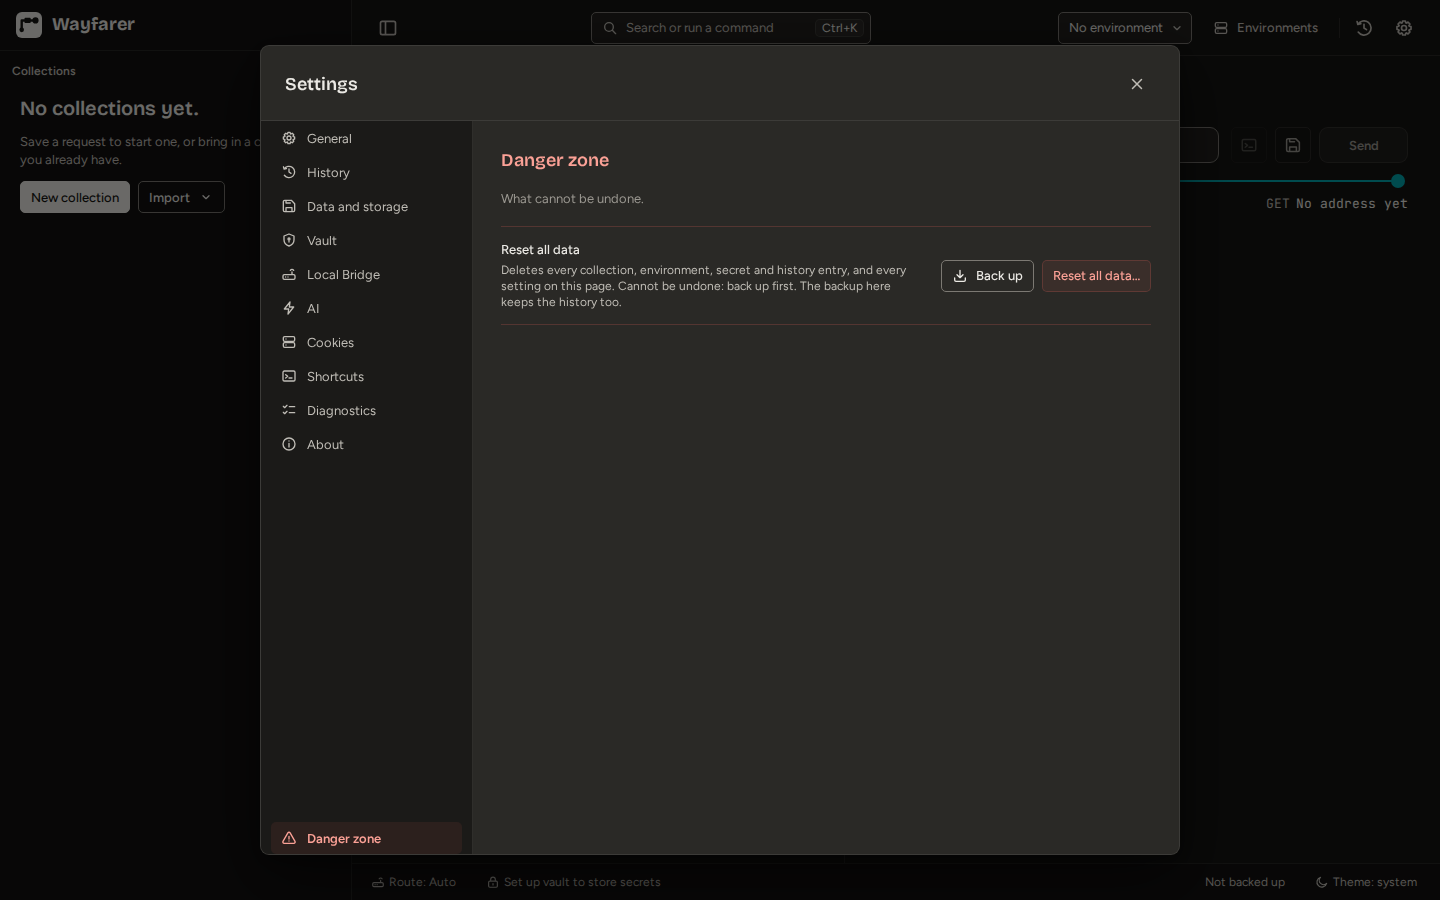 Wayfarer
Search or run a command
Ctrl+K
No environment
Environments
Collections
No collections yet.
Save a request to start one, or bring in a c
you already have.
New collection
Import
Send
GET No address yet
Settings
General
History
Data and storage
Vault
Local Bridge
AI
Cookies
Shortcuts
Diagnostics
About
Danger zone
Danger zone
What cannot be undone.
Reset all data
Deletes every collection, environment, secret and history entry, and every
setting on this page. Cannot be undone: back up first. The backup here
keeps the history too.
Back up
Reset all data...
Route: Auto
Set up vault to store secrets
Not backed up
Theme: system